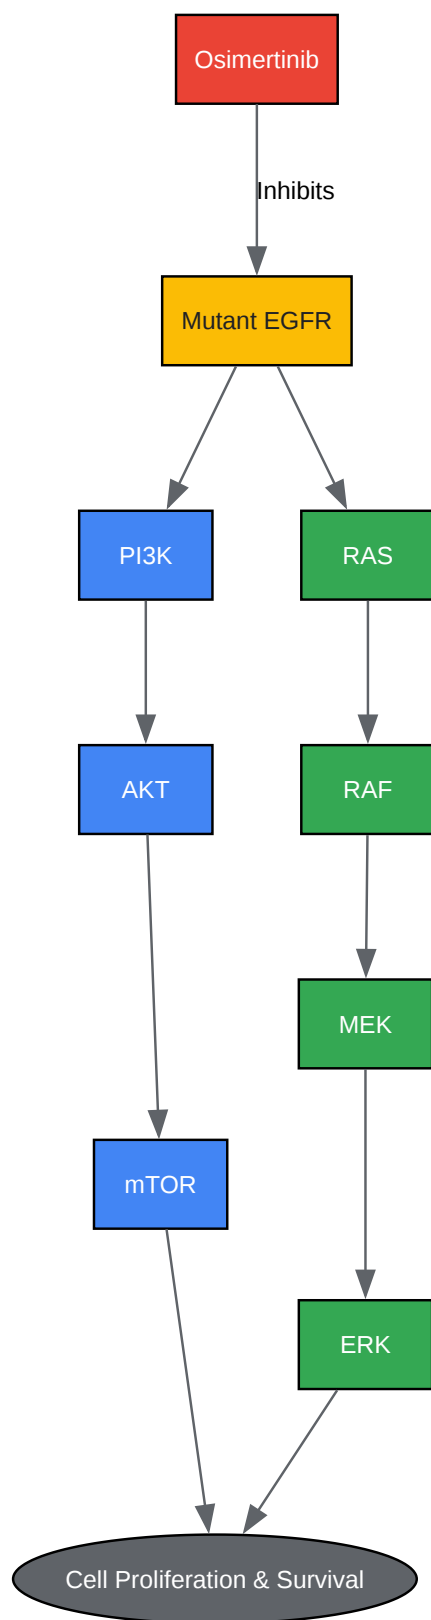 Osimertinib
Inhibits
Mutant EGFR
PI3K
RAS
AKT
RAF
MEK
mTOR
ERK
Cell Proliferation & Survival